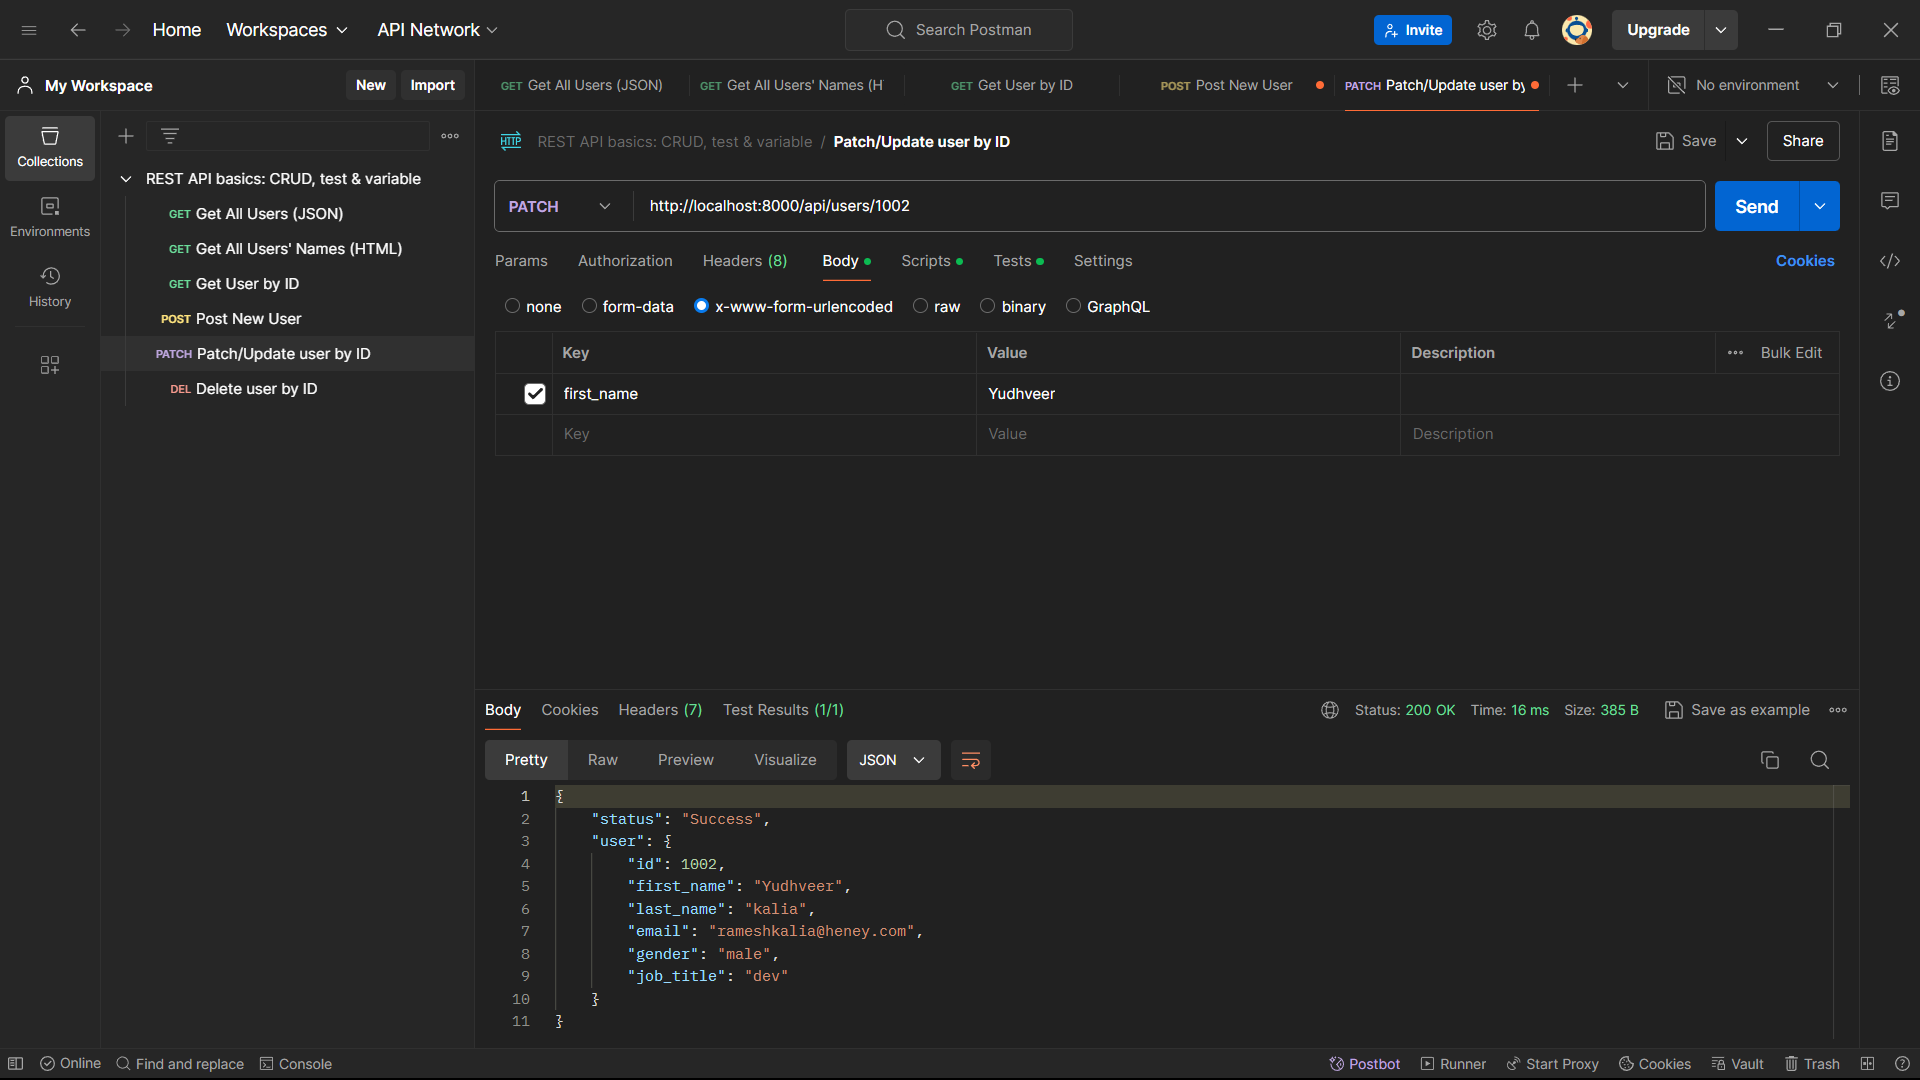 Home
Workspaces
API Network
Search Postman
Invite
Upgrade
My Workspace
New
Import
GET Get All Users (JSON)
GET Get All Users' Names (H
GET Get User by ID
POST Post New User
PATCH Patch/Update user by
No environment
Collections
Environments
History
REST API basics: CRUD, test & variable
GET Get All Users (JSON)
GET Get All Users' Names (HTML)
GET Get User by ID
POST Post New User
PATCH Patch/Update user by ID
DEL Delete user by ID
HTTP REST API basics: CRUD, test & variable / Patch/Update user by ID
Save
Share
PATCH
http://localhost:8000/api/users/1002
Send
Params
Authorization
Headers (8)
Body
Scripts
Tests
Settings
Cookies
none
form-data
x-www-form-urlencoded
raw
binary
GraphQL
Key
Value
Description
Bulk Edit
first_name
Yudhveer
Key
Value
Description
Body
Cookies
Headers (7)
Test Results (1/1)
Status: 200 OK
Time: 16 ms
Size: 385 B
Save as example
Pretty
Raw
Preview
Visualize
JSON
1 {
2 "status": "Success",
3 "user": {
4 "id": 1002,
5 "first_name": "Yudhveer",
6 "last_name": "kalia",
7 "email": "rameshkalia@heney.com",
8 "gender": "male",
9 "job_title": "dev"
10 }
11 }
Online
Find and replace
Console
Postbot
Runner
Start Proxy
Cookies
Vault
Trash